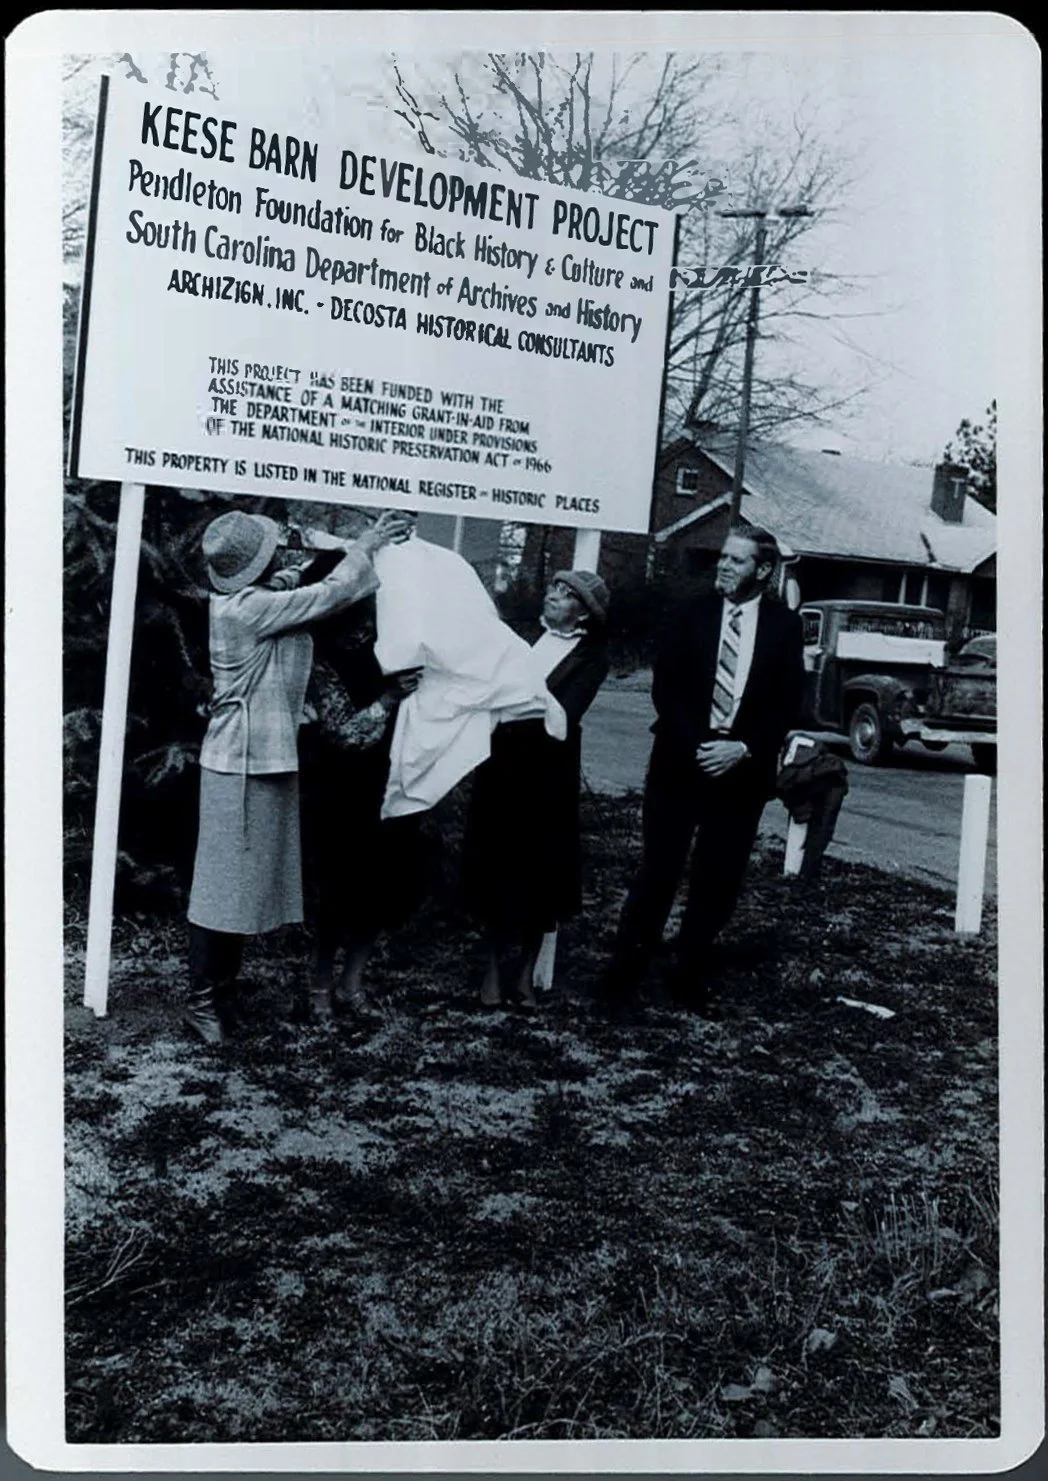 KEESE BARN DEVELOPMENT PROJECT
Pendleton Foundation for Black History & Culture and
South Carolina Department of Archives and History
ARCHIZIGN, INC. - DECOSTA HISTORICAL CONSULTANTS
THIS PROJECT HAS BEEN FUNDED WITH THE
ASSISTANCE OF A MATCHING GRANT-IN-AID FROM
THE DEPARTMENT OF THE INTERIOR UNDER PROVISIONS
OF THE NATIONAL HISTORIC PRESERVATION ACT OF 1966
THIS PROPERTY IS LISTED IN THE NATIONAL REGISTER OF HISTORIC PLACES